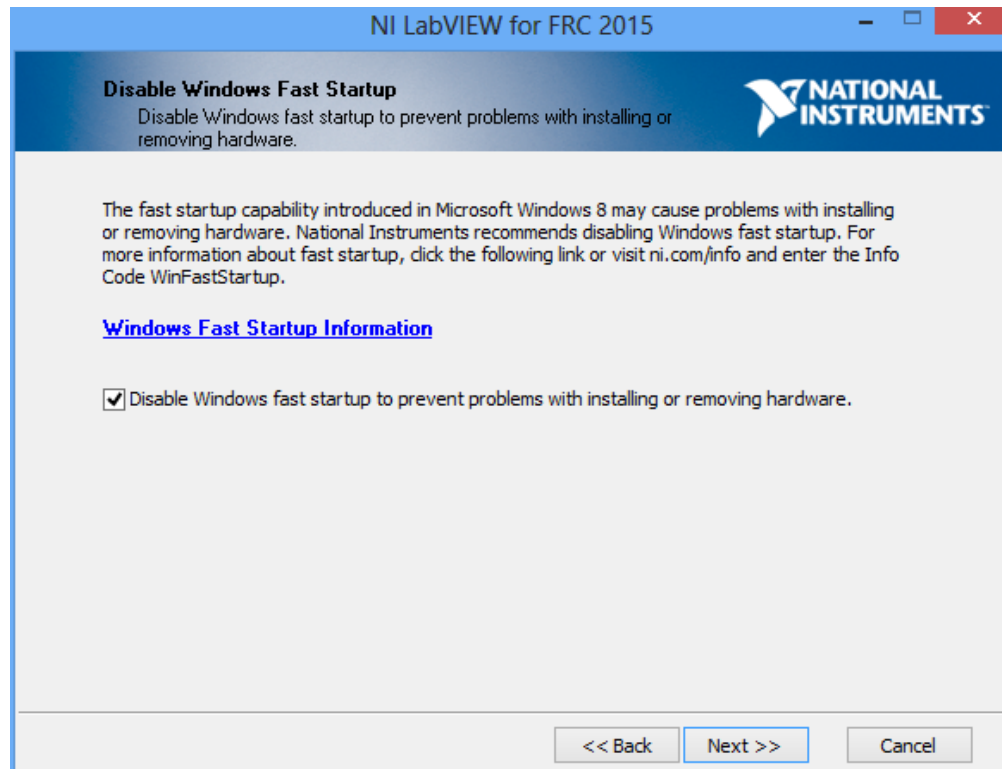 NI LabVIEW for FRC 2015
Disable Windows Fast Startup
Disable Windows fast startup to prevent problems with installing or
removing hardware.
NATIONAL
INSTRUMENTS™
The fast startup capability introduced in Microsoft Windows 8 may cause problems with installing
or removing hardware. National Instruments recommends disabling Windows fast startup. For
more information about fast startup, click the following link or visit ni.com/info and enter the Info
Code WinFastStartup.
Windows Fast Startup Information
Disable Windows fast startup to prevent problems with installing or removing hardware.
<< Back
Next >>
Cancel